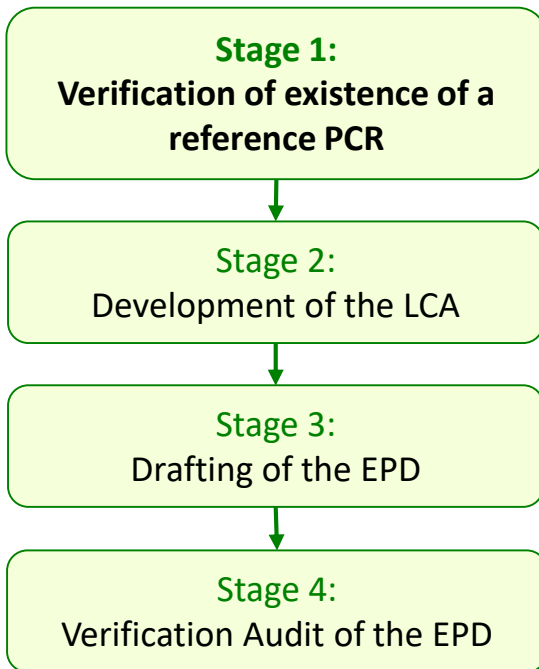 Stage 1:
Verification of existence of a
reference PCR
Stage 2:
Development of the LCA
Stage 3:
Drafting of the EPD
Stage 4:
Verification Audit of the EPD